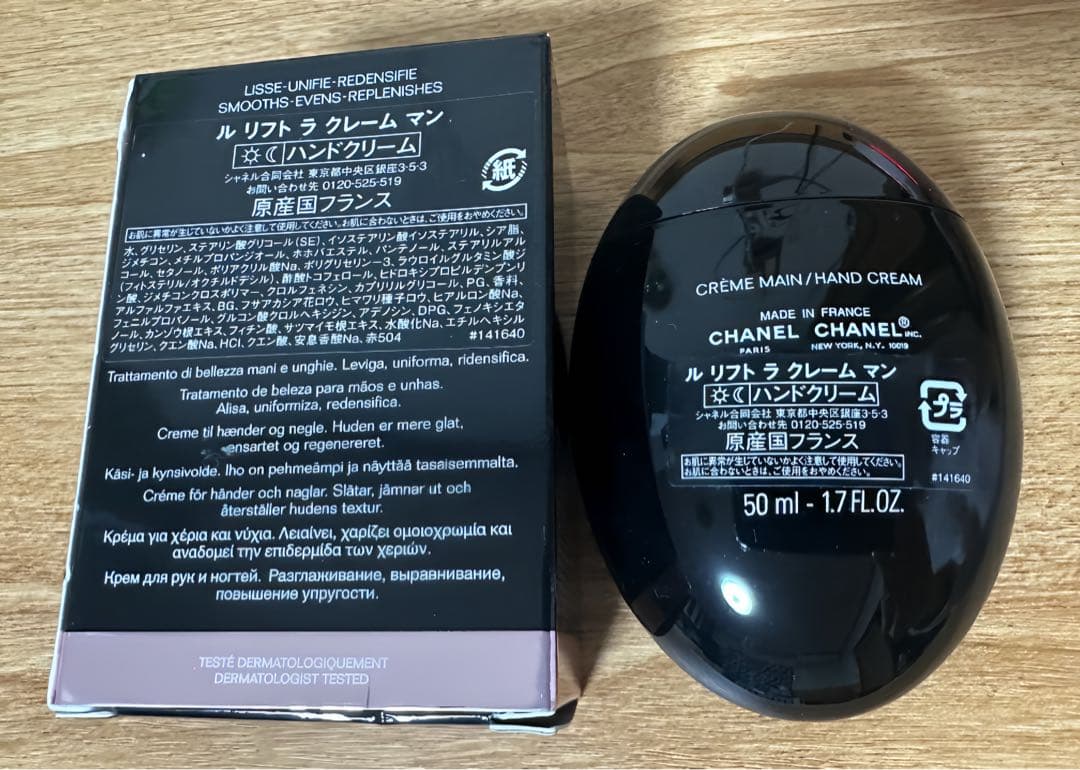 LISSE-UNIFIE-REDENSIFIE
SMOOTHS-EVENS-REPLENISHES
ル リフト ラ クレーム マン
ハンドクリーム
シャネル合同会社 東京都中央区銀座3-5-3
お問い合わせ先 0120-525-519
原産国フランス
紙
お肌に異常が生じていないかよく注意して使用してください。お肌に合わないときは、ご使用をおやめください。
水、グリセリン、ステアリン酸グリコール(SE)、イソステアリン酸イソステアリル、シア脂、
ジメチコン、メチルプロパンジオール、ホホバエステル、パンテノール、ステアリルアル
コール、セタノール、ポリアクリル酸Na、ポリグリセリン-3、ラウロイルグルタミン酸ジ
(フィトステリル/オクチルドデシル)、酢酸トコフェロール、ヒドロキシプロピルデンプンリ
ン酸、ジメチコンクロスポリマー、クロルフェネシン、カプリリルグリコール、PG、香料、
アルファルファエキス、BG、フサアカシア花ロウ、ヒマワリ種子ロウ、ヒアルロン酸Na、
フェニルプロパノール、グルコン酸クロルヘキシジン、アデノシン、DPG、フェノキシエタ
ノール、カンゾウ根エキス、フィチン酸、サツマイモ根エキス、水酸化Na、エチルヘキシル
グリセリン、クエン酸Na、HCI、クエン酸、安息香酸Na、赤504 #141640
Trattamento di bellezza mani e unghie. Leviga, uniforma, ridensifica.
Tratamento de beleza para mãos e unhas.
Alisa, uniformiza, redensifica.
Creme til hænder og negle. Huden er mere glat,
ensartet og regenereret.
Käsi- ja kynsivolde. Iho on pehmeämpi ja näyttää tasaisemmalta.
Créme för händer och naglar. Slätar, jämnar ut och
återställer hudens textur.
Κρέμα για χέρια και νύχια. Λειαίνει, χαρίζει ομοιοχρωμία και
αναδομεί την επιδερμίδα των χεριών.
Крем для рук и ногтей. Разглаживание, выравнивание,
повышение упругости.
TESTÉ DERMATOLOGIQUEMENT
DERMATOLOGIST TESTED
CRÈME MAIN / HAND CREAM
MADE IN FRANCE
CHANEL CHANEL® INC.
PARIS NEW YORK, N.Y. 10019
ル リフト ラ クレーム マン
ハンドクリーム
シャネル合同会社 東京都中央区銀座3-5-3
お問い合わせ先 0120-525-519
原産国フランス
お肌に異常が生じていないかよく注意して使用してください。
お肌に合わないときは、ご使用をおやめください。
プラ
容器
キャップ
#141640
50 ml - 1.7 FL.OZ.